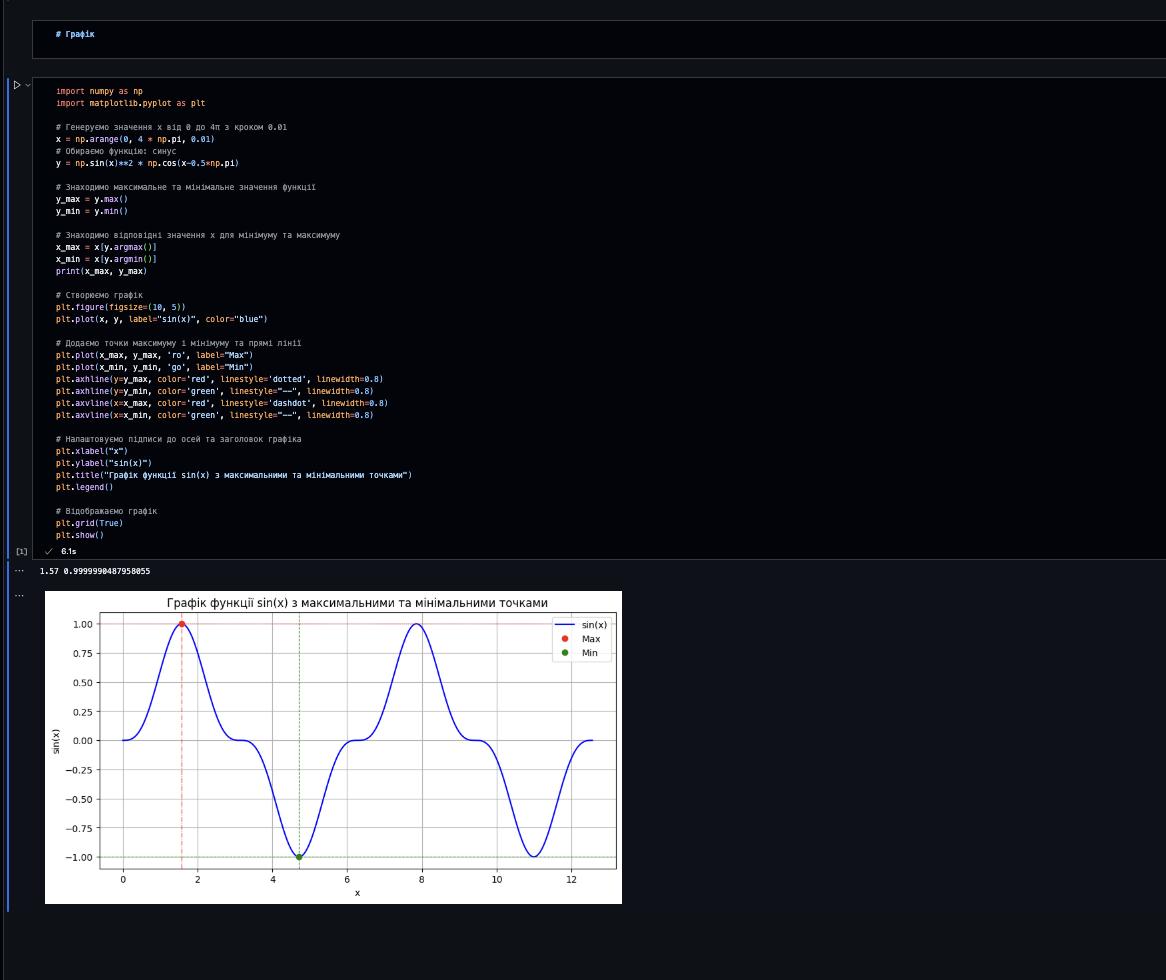 # Графік
import numpy as np
import matplotlib.pyplot as plt
# Генеруємо значення x від 0 до 4π з кроком 0.01
x = np.arange(0, 4 * np.pi, 0.01)
# Обираємо функцію: синус
y = np.sin(x)**2 * np.cos(x-0.5*np.pi)
# Знаходимо максимальне та мінімальне значення функції
y_max = y.max()
y_min = y.min()
# Знаходимо відповідні значення x для мінімуму та максимуму
x_max = x[y.argmax()]
x_min = x[y.argmin()]
print(x_max, y_max)
# Створюємо графік
plt.figure(figsize=(10, 5))
plt.plot(x, y, label="sin(x)", color="blue")
# Додаємо точки максимуму і мінімуму та прямі лінії
plt.plot(x_max, y_max, 'ro', label="Max")
plt.plot(x_min, y_min, 'go', label="Min")
plt.axhline(y=y_max, color='red', linestyle='dotted', linewidth=0.8)
plt.axhline(y=y_min, color='green', linestyle="--", linewidth=0.8)
plt.axvline(x=x_max, color='red', linestyle='dashdot', linewidth=0.8)
plt.axvline(x=x_min, color='green', linestyle="--", linewidth=0.8)
# Налаштовуємо підписи до осей та заголовок графіка
plt.xlabel("x")
plt.ylabel("sin(x)")
plt.title("Графік функції sin(x) з максимальними та мінімальними точками")
plt.legend()
# Відображаємо графік
plt.grid(True)
plt.show()
[1] 6.1s
1.57 0.9999990487958055
Графік функції sin(x) з максимальними та мінімальними точками
sin(x)
Max
Min
1.00
0.75
0.50
0.25
0.00
−0.25
−0.50
−0.75
−1.00
sin(x)
0 2 4 6 8 10 12
x